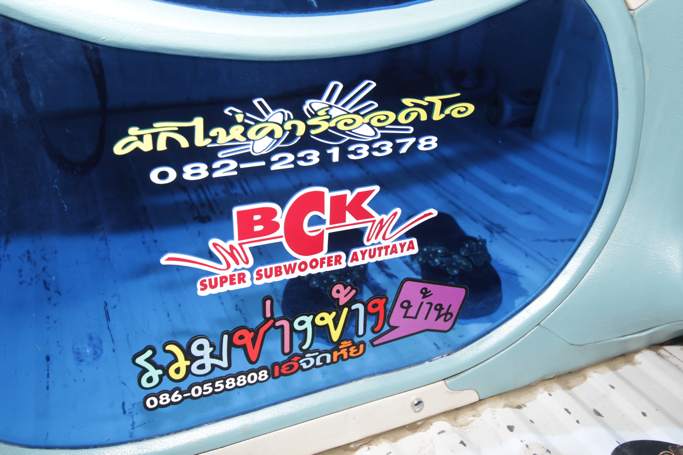 ผักไห่คาร์ออดิโอ
082-2313378
BCK
SUPER SUBWOOFER AYUTTAYA
รวมช่างข้างบ้าน
086-0558808 เอ๋จัดหั้ย